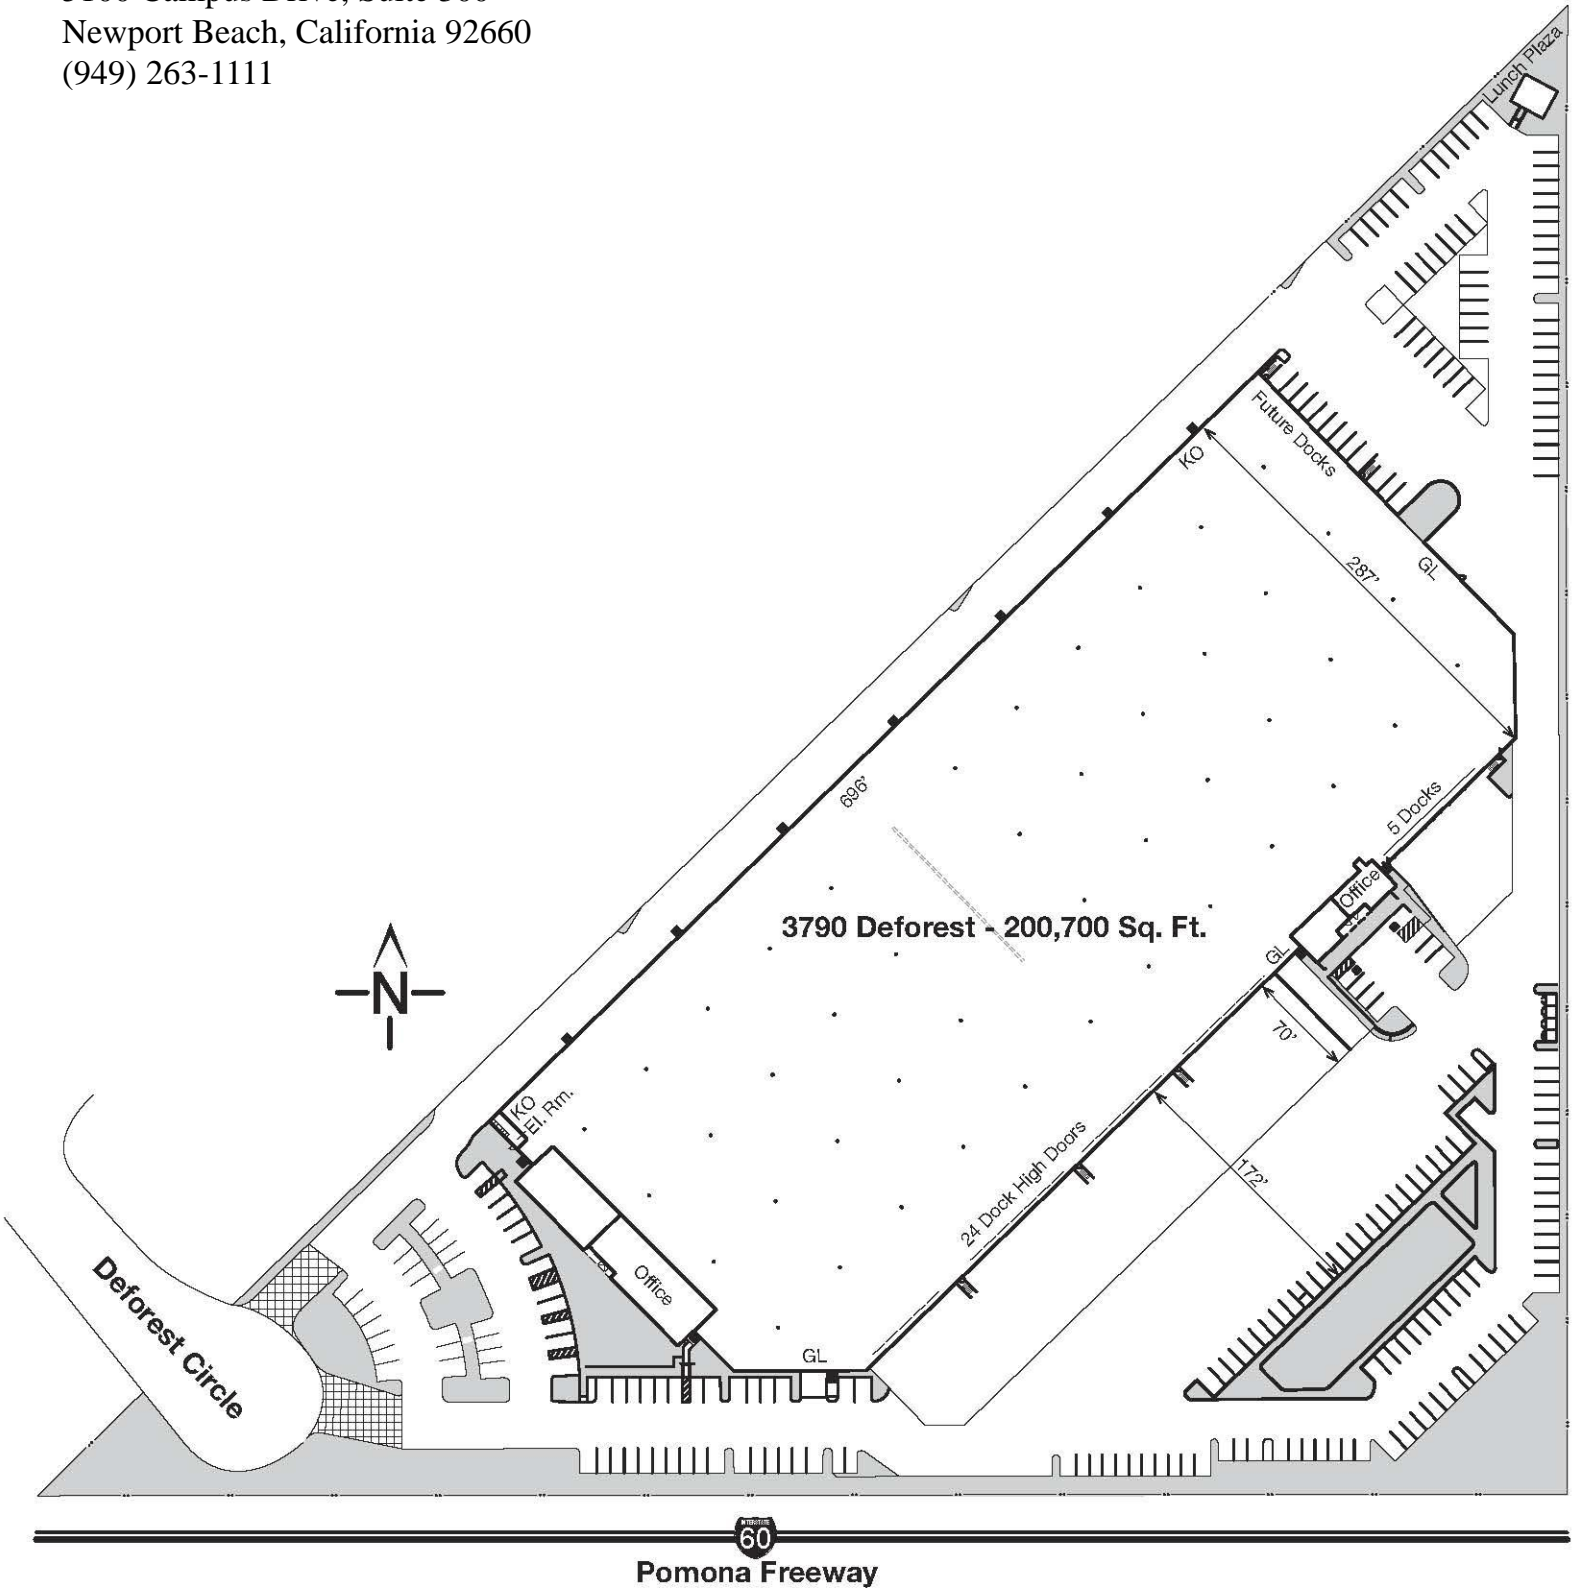 Newport Beach, California 92660
(949) 263-1111
Lunch Plaza
Future Docks
KO
287'
GL
696'
5 Docks
Office
3790 Deforest - 200,700 Sq. Ft.
GL
N
70'
KO
El. Rm.
24 Dock High Doors
172'
Office
Deforest Circle
GL
INTERSTATE
60
Pomona Freeway